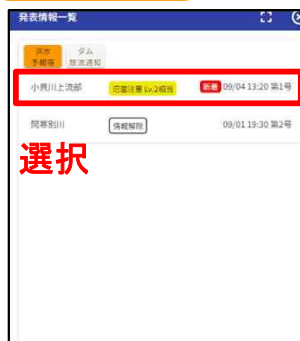 発表情報一覧
洪水 ダム
予報等 放流通知
小貝川上流部 氾濫注意 Lv.2相当 新着 09/04 13:20 第1号
問寒別川 情報解除 09/01 19:30 第2号
選択